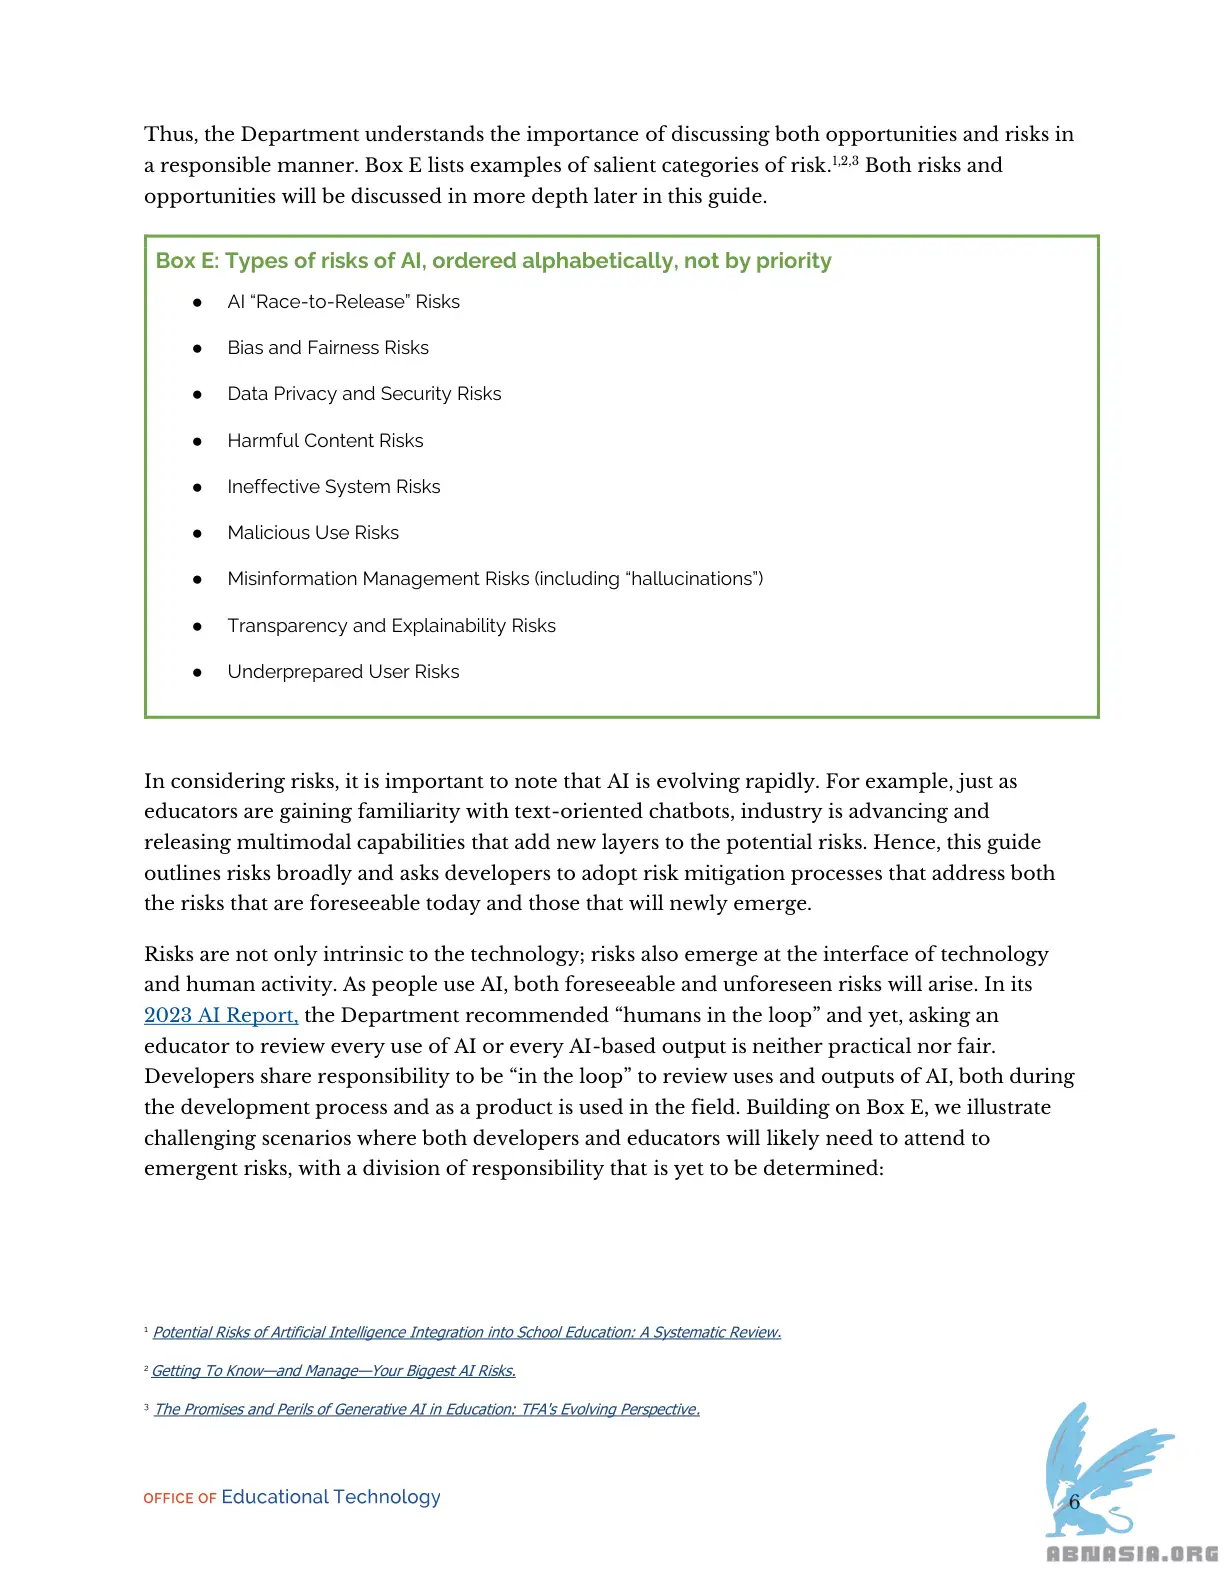 Thus, the Department understands the importance of discussing both opportunities and risks in
a responsible manner. Box E lists examples of salient categories of risk.1,2,3 Both risks and
opportunities will be discussed in more depth later in this guide.
Box E: Types of risks of AI, ordered alphabetically, not by priority
● AI “Race-to-Release” Risks
● Bias and Fairness Risks
● Data Privacy and Security Risks
● Harmful Content Risks
● Ineffective System Risks
● Malicious Use Risks
● Misinformation Management Risks (including “hallucinations”)
● Transparency and Explainability Risks
● Underprepared User Risks
In considering risks, it is important to note that AI is evolving rapidly. For example, just as
educators are gaining familiarity with text-oriented chatbots, industry is advancing and
releasing multimodal capabilities that add new layers to the potential risks. Hence, this guide
outlines risks broadly and asks developers to adopt risk mitigation processes that address both
the risks that are foreseeable today and those that will newly emerge.
Risks are not only intrinsic to the technology; risks also emerge at the interface of technology
and human activity. As people use AI, both foreseeable and unforeseen risks will arise. In its
2023 AI Report, the Department recommended “humans in the loop” and yet, asking an
educator to review every use of AI or every AI-based output is neither practical nor fair.
Developers share responsibility to be “in the loop” to review uses and outputs of AI, both during
the development process and as a product is used in the field. Building on Box E, we illustrate
challenging scenarios where both developers and educators will likely need to attend to
emergent risks, with a division of responsibility that is yet to be determined:
1 Potential Risks of Artificial Intelligence Integration into School Education: A Systematic Review.
2 Getting To Know—and Manage—Your Biggest AI Risks.
3 The Promises and Perils of Generative AI in Education: TFA's Evolving Perspective.
OFFICE OF Educational Technology
6
ABNASIA.ORG